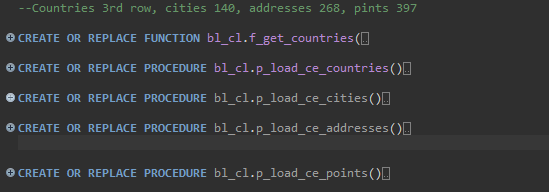 --Countries 3rd row, cities 140, addresses 268, pints 397
CREATE OR REPLACE FUNCTION bl_cl.f_get_countries(
CREATE OR REPLACE PROCEDURE bl_cl.p_load_ce_countries()
CREATE OR REPLACE PROCEDURE bl_cl.p_load_ce_cities()
CREATE OR REPLACE PROCEDURE bl_cl.p_load_ce_addresses()
CREATE OR REPLACE PROCEDURE bl_cl.p_load_ce_points()